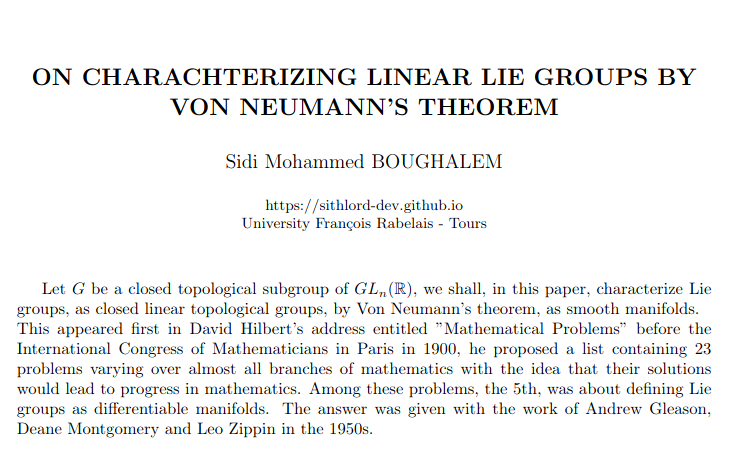 ON CHARACHTERIZING LINEAR LIE GROUPS BY
VON NEUMANN'S THEOREM
Sidi Mohammed BOUGHALEM
https://sithlord-dev.github.io
University François Rabelais - Tours
Let G be a closed topological subgroup of GLₙ(ℝ), we shall, in this paper, characterize Lie
groups, as closed linear topological groups, by Von Neumann's theorem, as smooth manifolds.
This appeared first in David Hilbert's address entitled "Mathematical Problems" before the
International Congress of Mathematicians in Paris in 1900, he proposed a list containing 23
problems varying over almost all branches of mathematics with the idea that their solutions
would lead to progress in mathematics. Among these problems, the 5th, was about defining Lie
groups as differentiable manifolds. The answer was given with the work of Andrew Gleason,
Deane Montgomery and Leo Zippin in the 1950s.